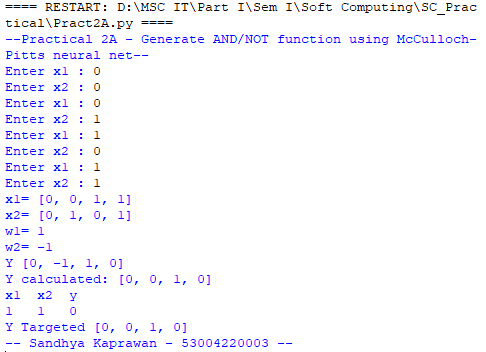 ==== RESTART: D:\MSC IT\Part I\Sem I\Soft Computing\SC_Prac
tical\Pract2A.py ====
--Practical 2A - Generate AND/NOT function using McCulloch-
Pitts neural net--
Enter x1 : 0
Enter x2 : 0
Enter x1 : 0
Enter x2 : 1
Enter x1 : 1
Enter x2 : 0
Enter x1 : 1
Enter x2 : 1
x1= [0, 0, 1, 1]
x2= [0, 1, 0, 1]
w1= 1
w2= -1
Y [0, -1, 1, 0]
Y calculated: [0, 0, 1, 0]
x1 x2 y
1 1 0
Y Targeted [0, 0, 1, 0]
-- Sandhya Kaprawan - 53004220003 --